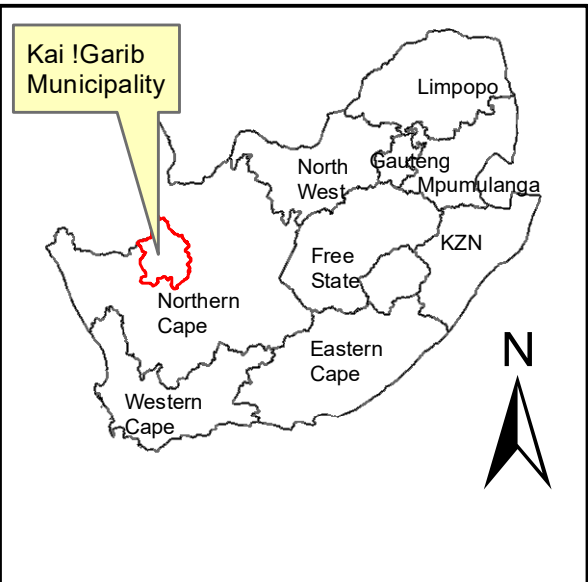 Kai !Garib
Municipality
Limpopo
North
West
Gauteng
Mpumulanga
Free
State
KZN
Northern
Cape
Eastern
Cape
Western
Cape
N